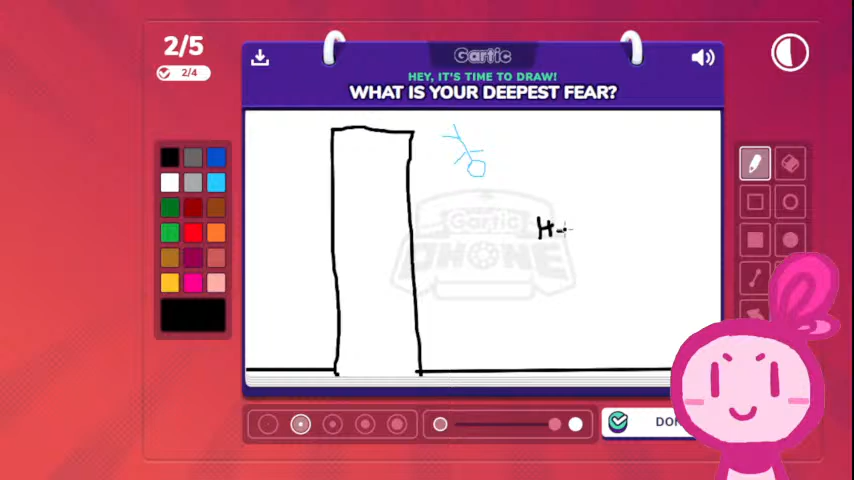 2/5
2/4
Gartic
HEY, IT'S TIME TO DRAW!
WHAT IS YOUR DEEPEST FEAR?
Gartic
PHONE
H
DON